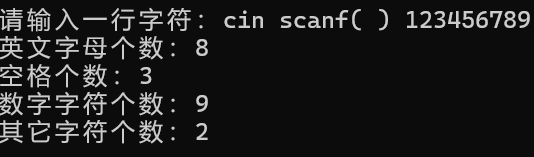 请输入一行字符: cin scanf( ) 123456789
英文字母个数: 8
空格个数: 3
数字字符个数: 9
其它字符个数: 2